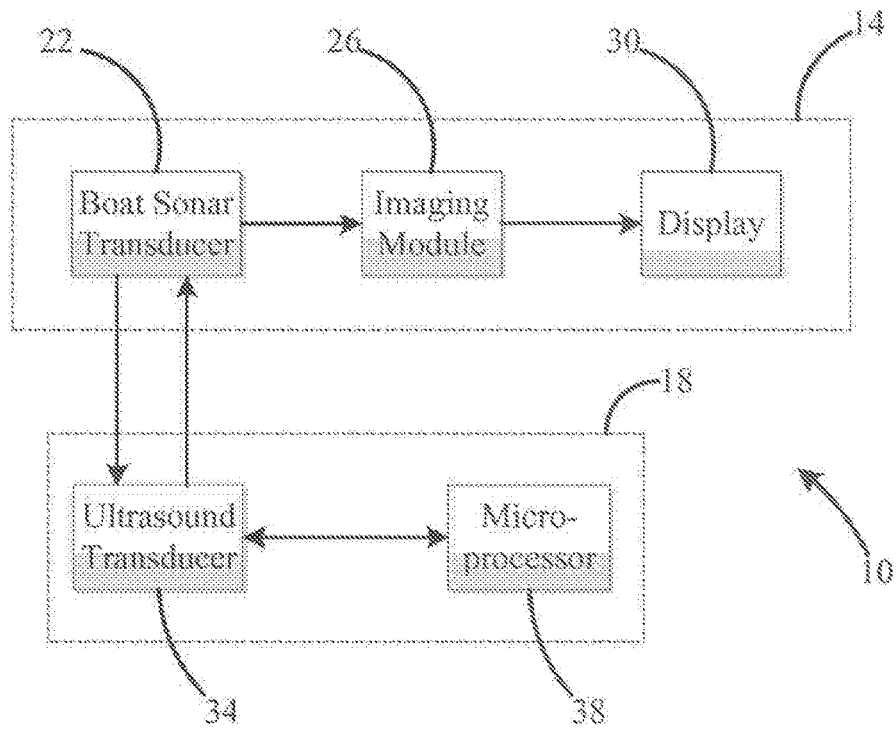 22
26
30
14
Boat Sonar
Transducer
Imaging
Module
Display
18
Ultrasound
Transducer
Micro-
processor
10
34
38